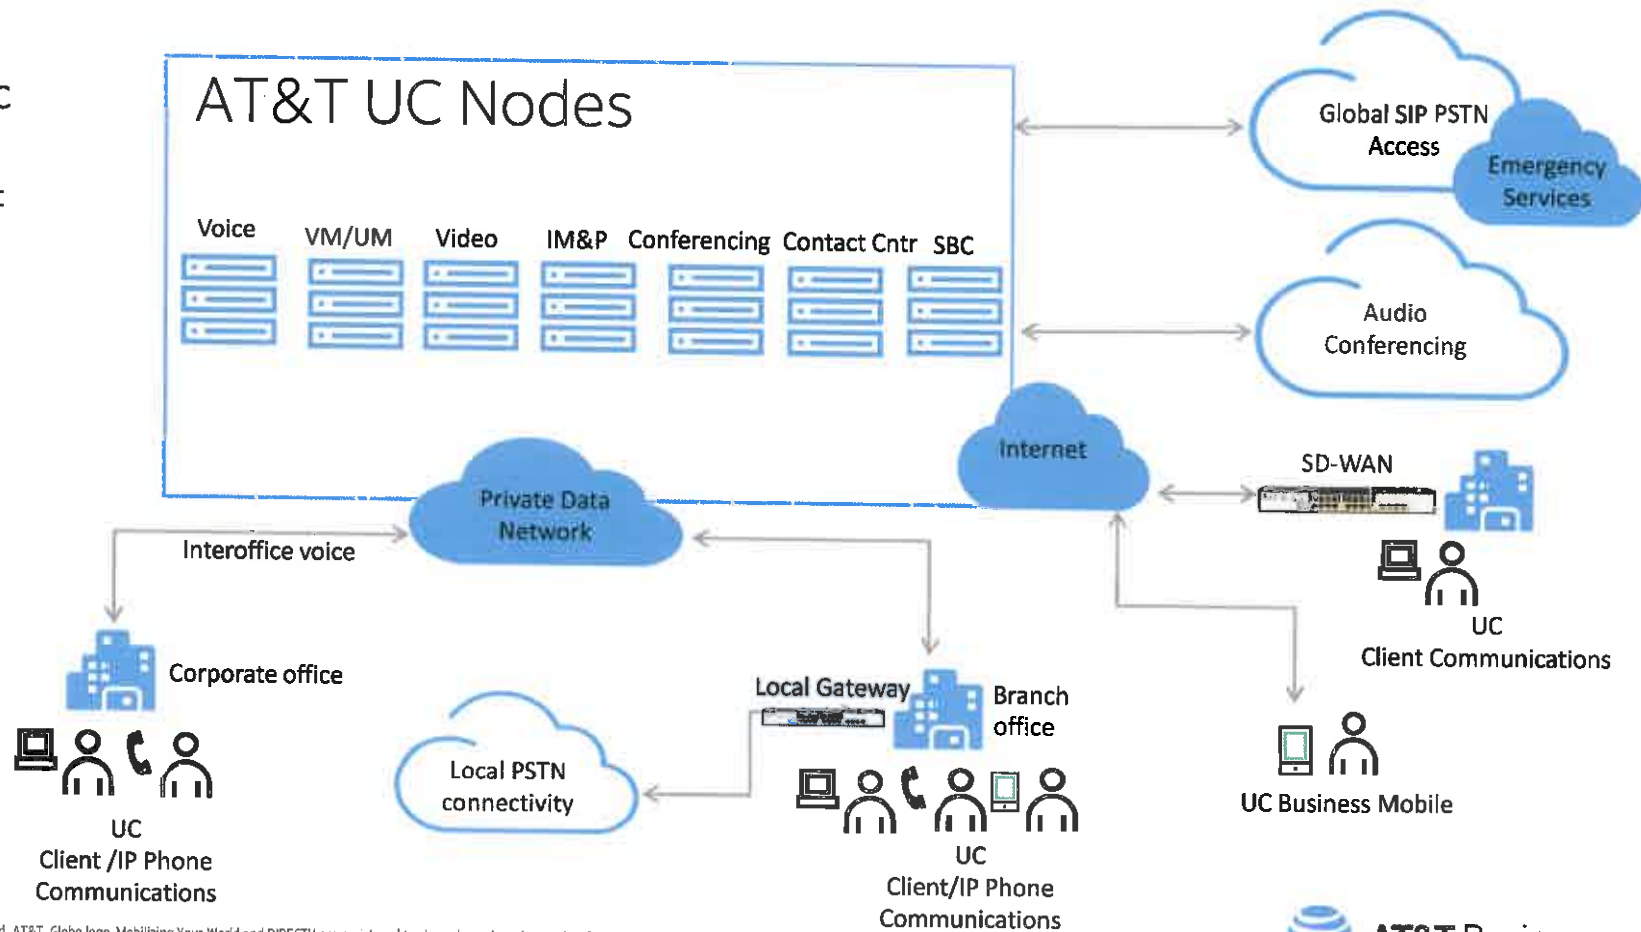 AT&T UC Nodes
Global SIP PSTN
Access
Emergency
Services
Voice
VM/UM
Video
IM&P
Conferencing
Contact Cntr
SBC
Audio
Conferencing
Internet
SD-WAN
Private Data
Network
Interoffice voice
UC
Client Communications
Corporate office
Local Gateway
Branch
office
Local PSTN
connectivity
UC Business Mobile
UC
Client /IP Phone
Communications
UC
Client/IP Phone
Communications
AT&T